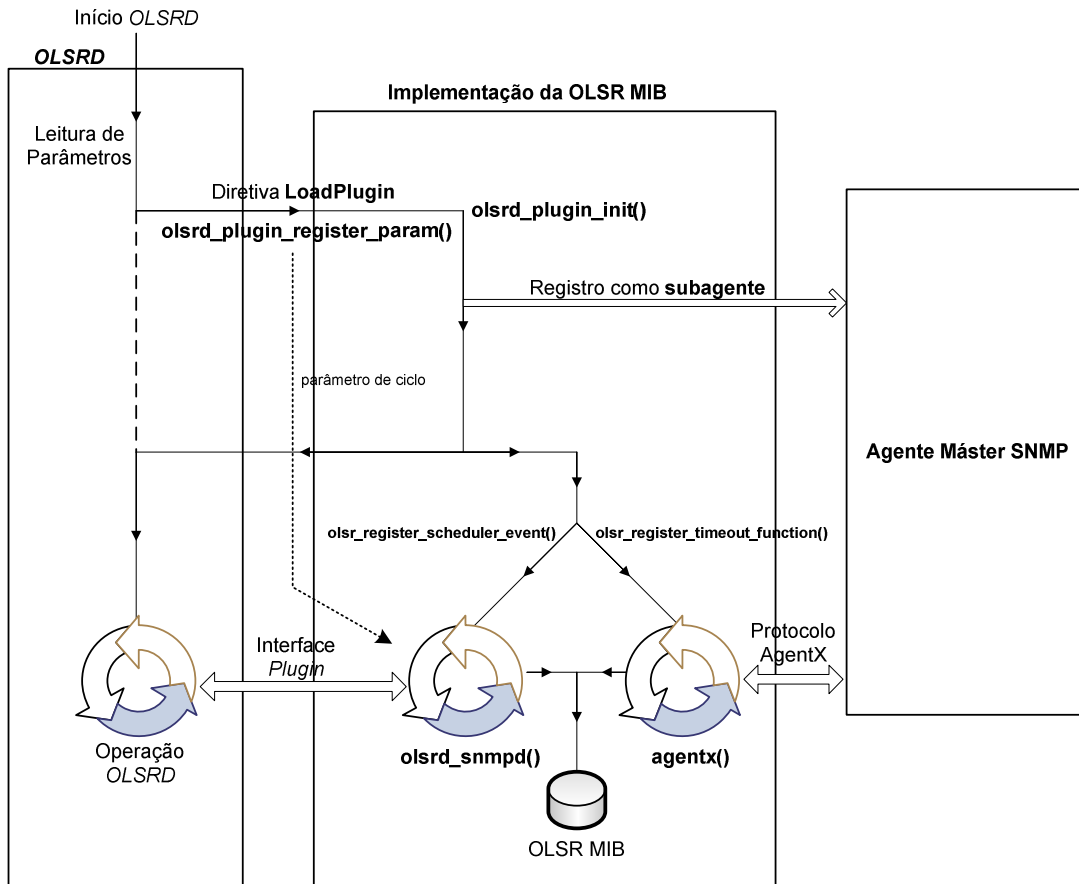 Início OLSRD
OLSRD
Implementação da OLSR MIB
Leitura de
Parâmetros
Diretiva LoadPlugin
olsrd_plugin_register_param()
olsrd_plugin_init()
Registro como subagente
parâmetro de ciclo
Agente Máster SNMP
olsr_register_scheduler_event()
olsr_register_timeout_function()
Interface
Plugin
Protocolo
AgentX
Operação
OLSRD
olsrd_snmpd()
agentx()
OLSR MIB